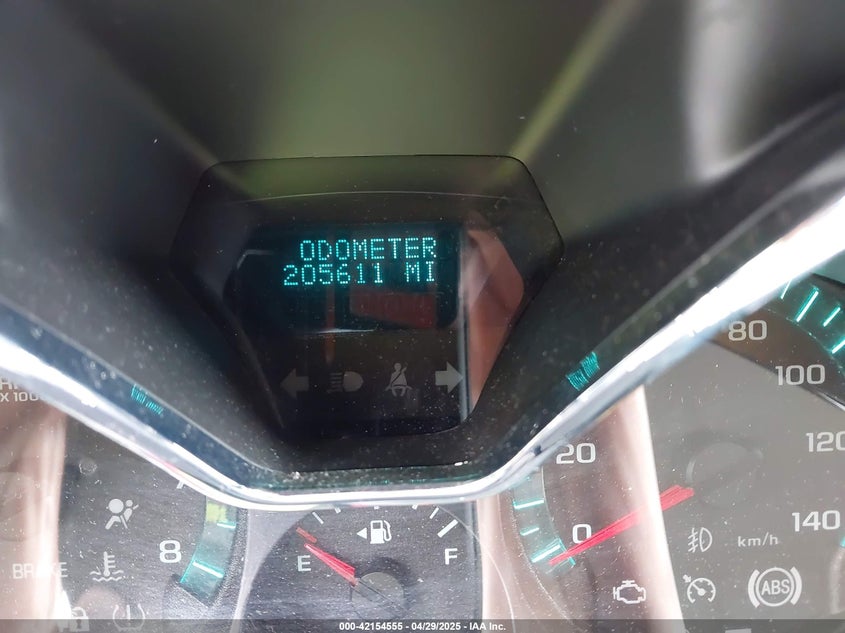 ODOMETER
205611 MI
80
100
120
140
X 100
20
0
km/h
8
E
F
BRAKE
ABS
000-42154555 - 04/29/2025 - IAA Inc.